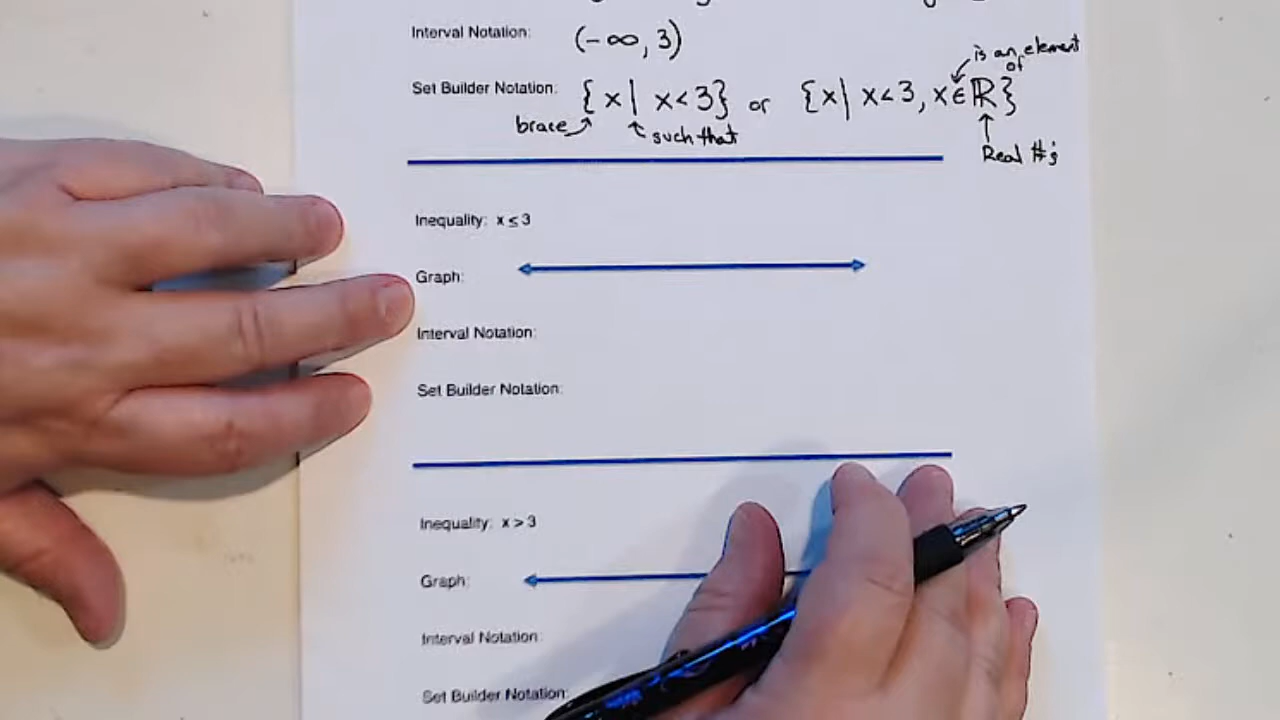 Interval Notation: (-∞, 3)
is an element of
Set Builder Notation: {x | x<3} or {x | x<3, x∈ℝ}
brace such that
Real #'s
Inequality: x ≤ 3
Graph:
Interval Notation:
Set Builder Notation:
Inequality: x > 3
Graph:
Interval Notation:
Set Builder Notation: